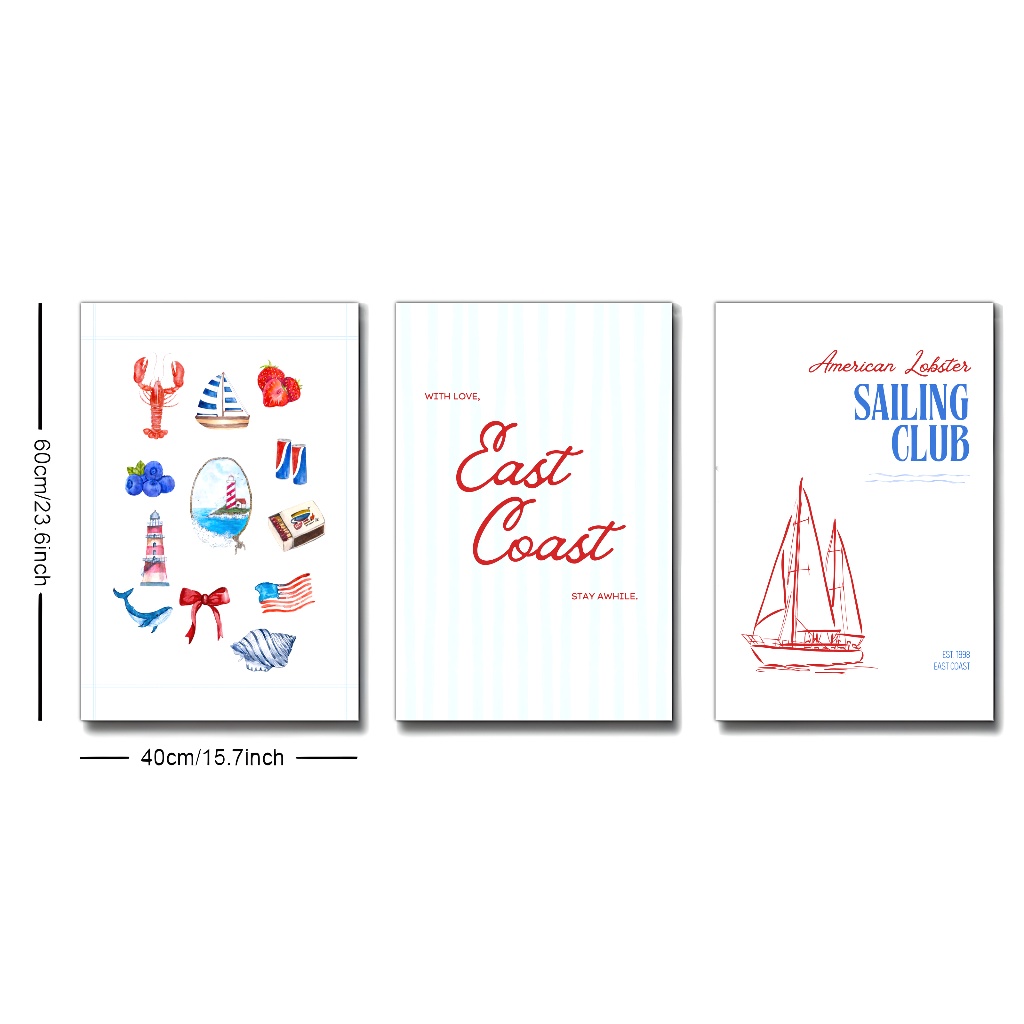 60cm/23.6inch
40cm/15.7inch
WITH LOVE,
East
Coast
STAY AWHILE.
American Lobster
SAILING
CLUB
EST. 1998
EAST COAST